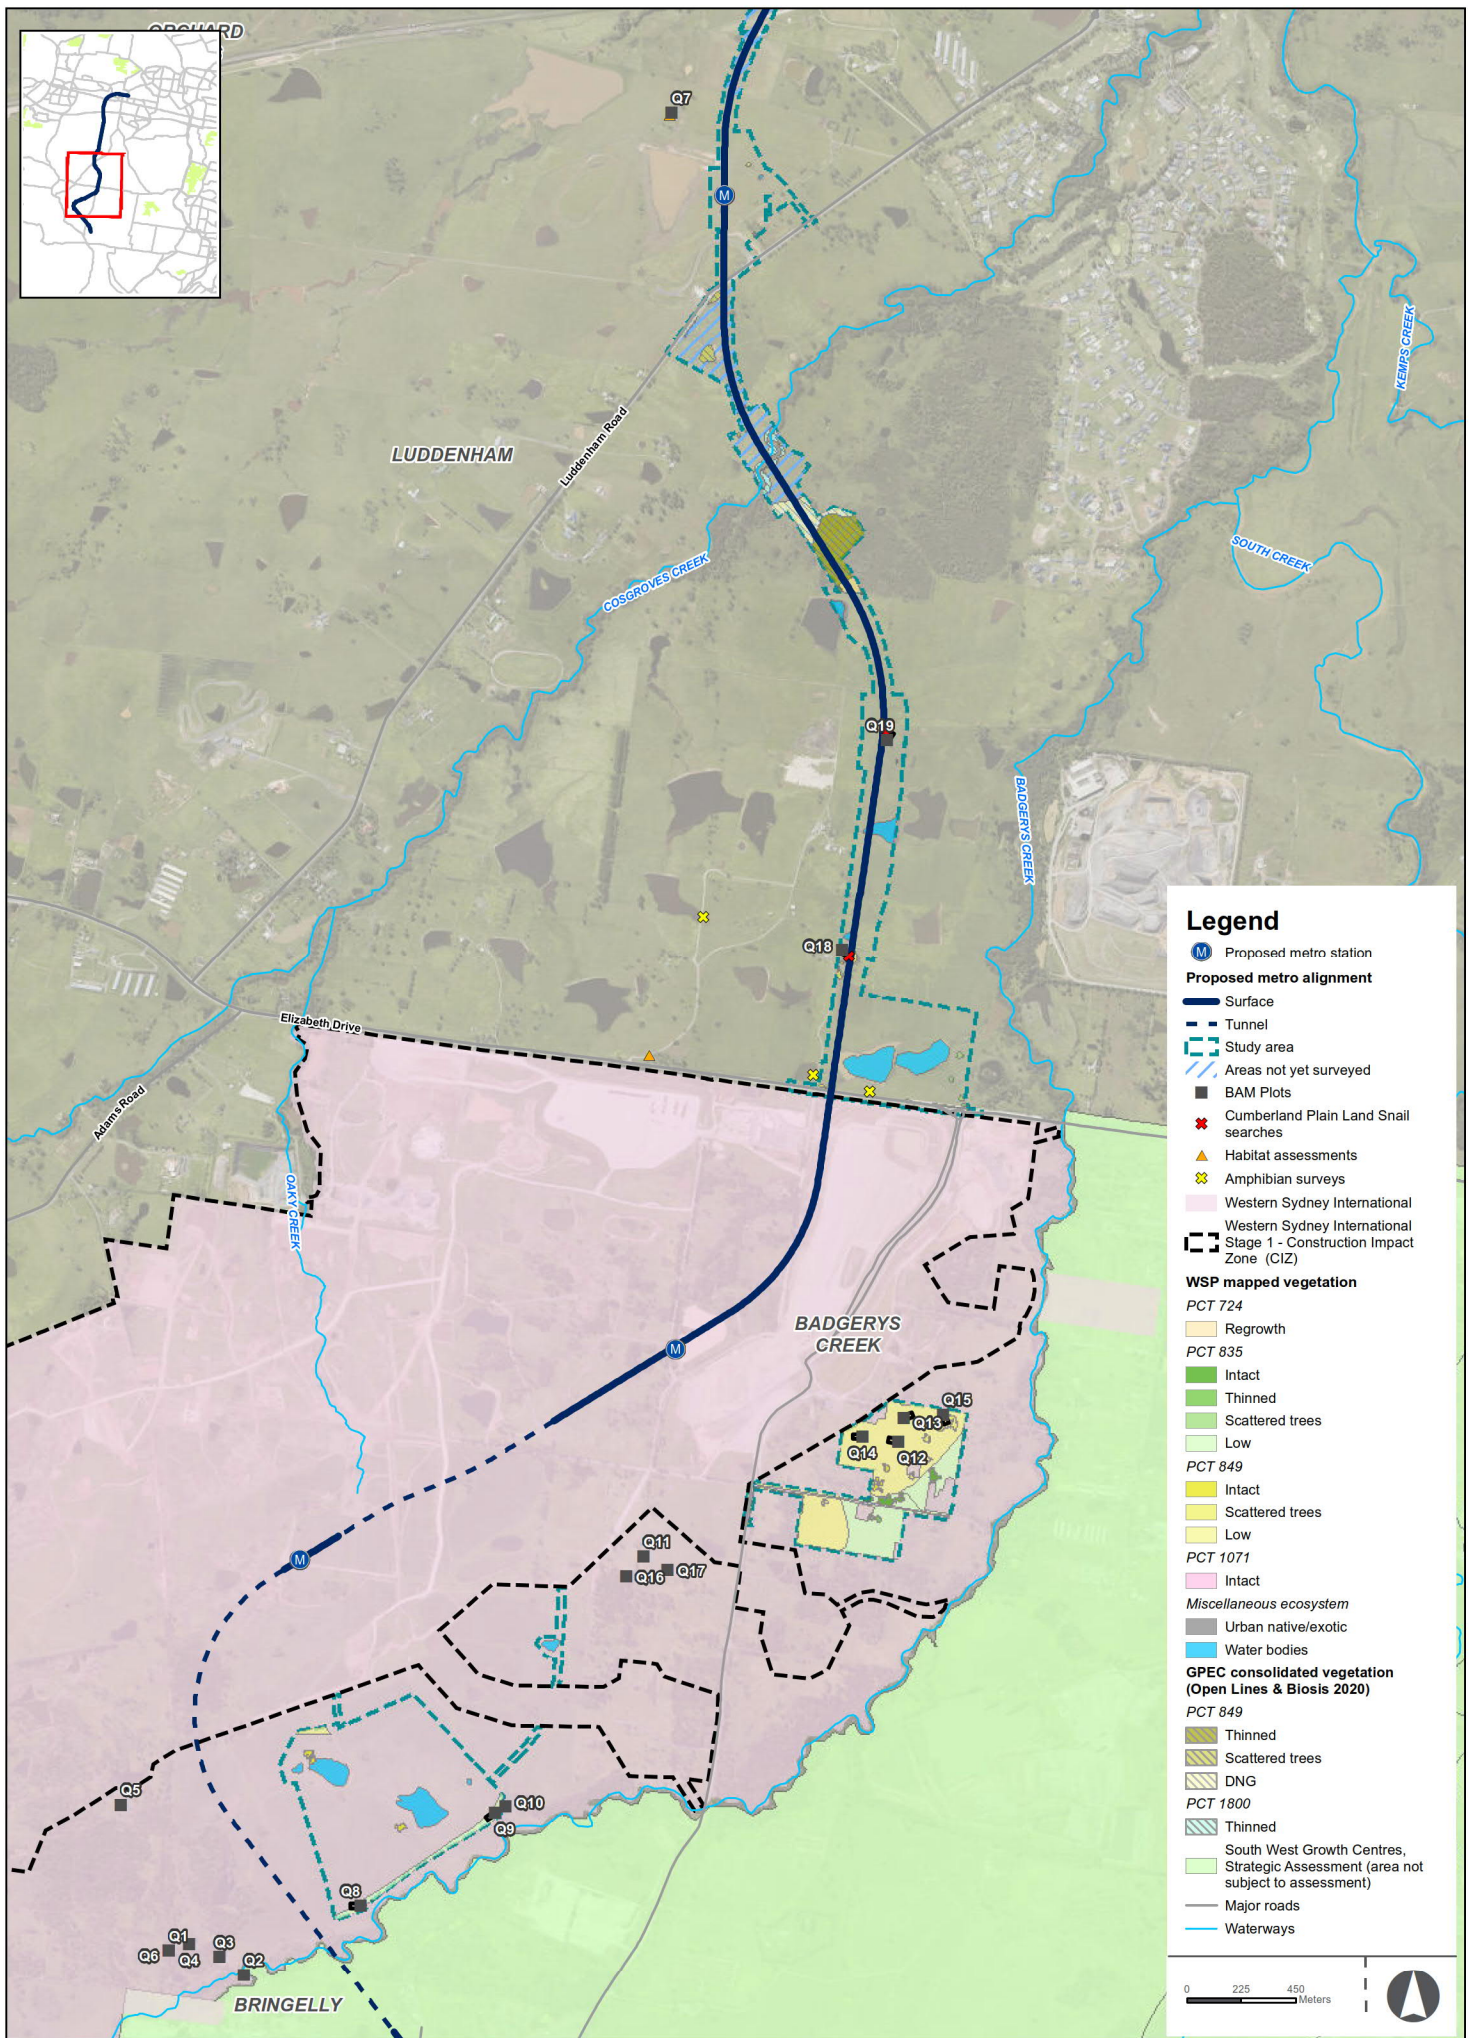 ORCHARD
Q7
M
KEMPS CREEK
LUDDENHAM
Luddenham Road
SOUTH CREEK
COSGROVES CREEK
Q19
BADGERYS CREEK
Q18
Elizabeth Drive
Adams Road
OAKY CREEK
BADGERYS
CREEK
M
Q15
Q13
Q14
Q12
Q11
Q17
Q16
M
Q5
Q10
Q9
Q8
Q1
Q3
Q6
Q4
Q2
BRINGELLY
Legend
M Proposed metro station
Proposed metro alignment
Surface
Tunnel
Study area
Areas not yet surveyed
BAM Plots
Cumberland Plain Land Snail
searches
Habitat assessments
Amphibian surveys
Western Sydney International
Western Sydney International
Stage 1 - Construction Impact
Zone (CIZ)
WSP mapped vegetation
PCT 724
Regrowth
PCT 835
Intact
Thinned
Scattered trees
Low
PCT 849
Intact
Scattered trees
Low
PCT 1071
Intact
Miscellaneous ecosystem
Urban native/exotic
Water bodies
GPEC consolidated vegetation
(Open Lines & Biosis 2020)
PCT 849
Thinned
Scattered trees
DNG
PCT 1800
Thinned
South West Growth Centres,
Strategic Assessment (area not
subject to assessment)
Major roads
Waterways
0 225 450
Meters